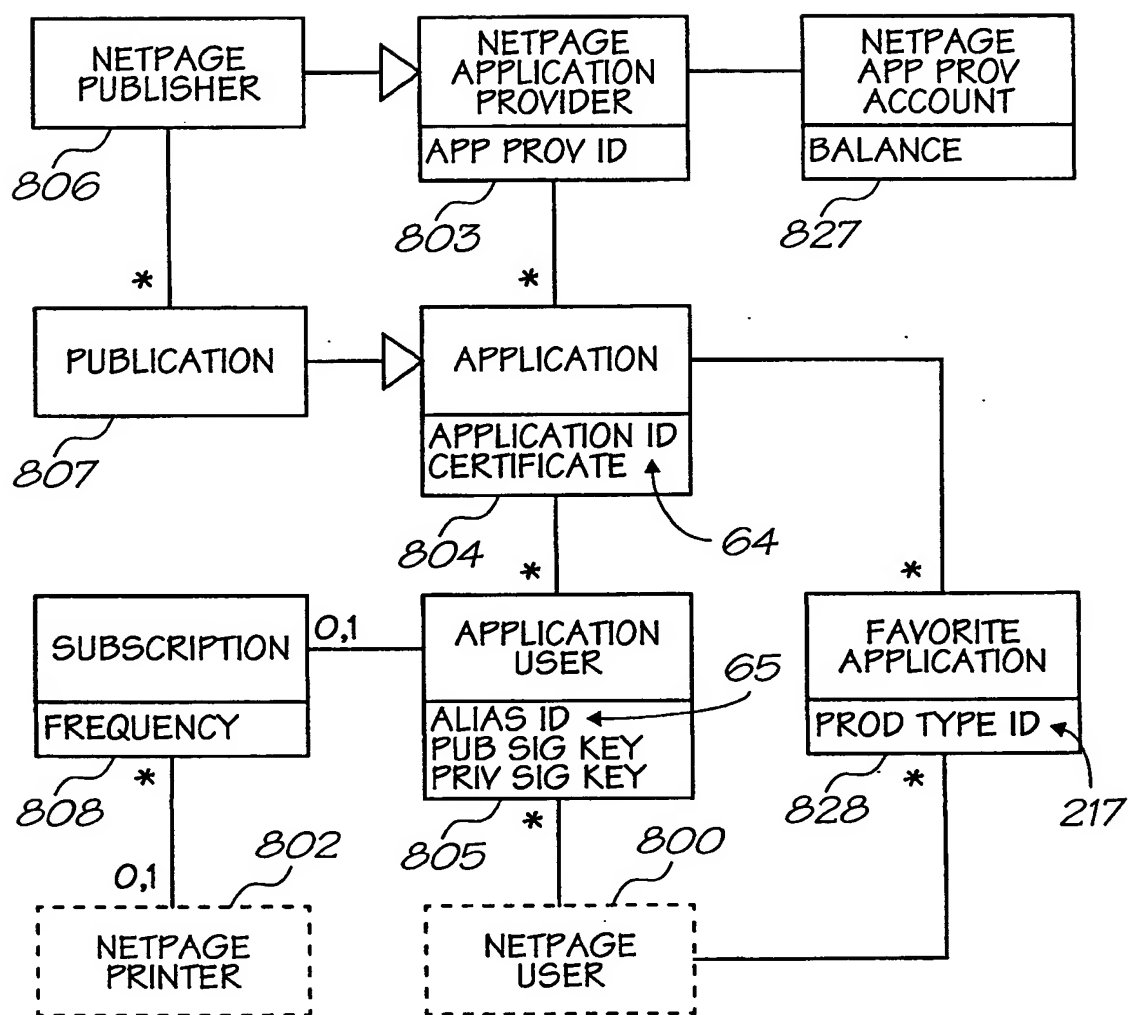 NETPAGE
PUBLISHER
806
NETPAGE
APPLICATION
PROVIDER
APP PROV ID
803
NETPAGE
APP PROV
ACCOUNT
BALANCE
827
*
*
PUBLICATION
807
APPLICATION
APPLICATION ID
CERTIFICATE
804
64
*
*
SUBSCRIPTION
FREQUENCY
808
0,1
APPLICATION
USER
65
ALIAS ID
PUB SIG KEY
PRIV SIG KEY
805
FAVORITE
APPLICATION
PROD TYPE ID
828
217
*
*
*
802
800
0,1
NETPAGE
PRINTER
NETPAGE
USER